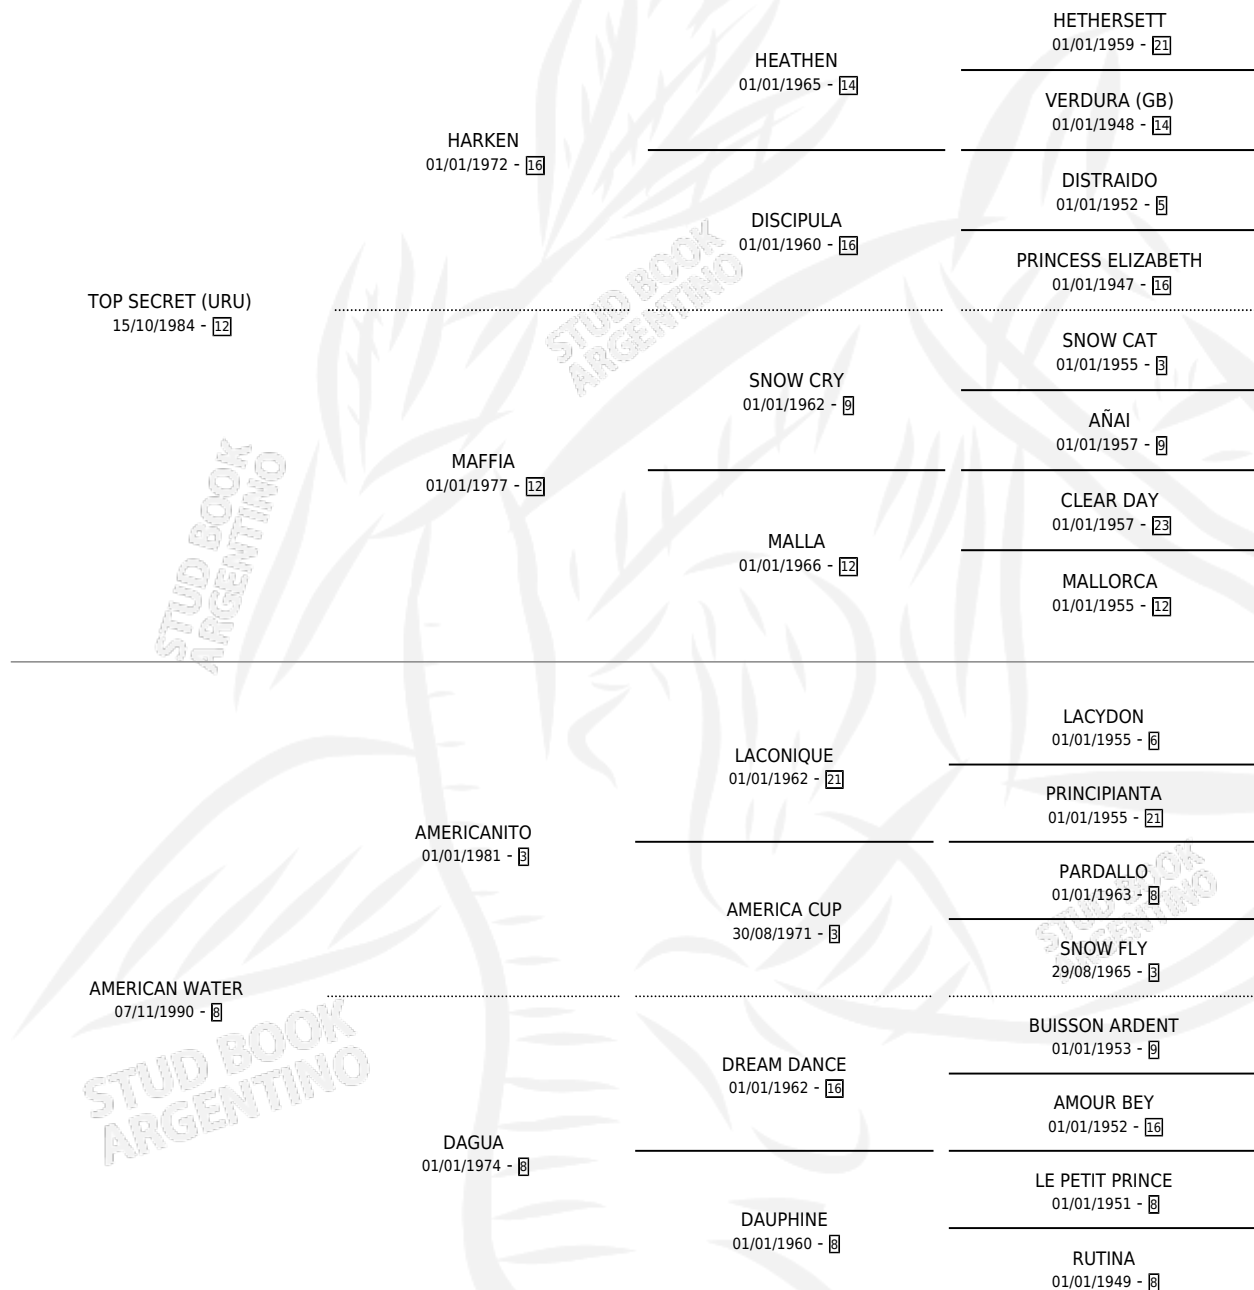 HETHERSETT
01/01/1959 - 21
HEATHEN
01/01/1965 - 14
VERDURA (GB)
01/01/1948 - 14
HARKEN
01/01/1972 - 16
DISTRAIDO
01/01/1952 - 5
DISCIPULA
01/01/1960 - 16
PRINCESS ELIZABETH
01/01/1947 - 16
TOP SECRET (URU)
15/10/1984 - 12
SNOW CAT
01/01/1955 - 3
SNOW CRY
01/01/1962 - 9
AÑAI
01/01/1957 - 9
MAFFIA
01/01/1977 - 12
CLEAR DAY
01/01/1957 - 23
MALLA
01/01/1966 - 12
MALLORCA
01/01/1955 - 12
STUD BOOK
ARGENTINO
STUD BOOK
ARGENTINO
LACYDON
01/01/1955 - 6
LACONIQUE
01/01/1962 - 21
PRINCIPIANTA
01/01/1955 - 21
AMERICANITO
01/01/1981 - 3
PARDALLO
01/01/1963 - 8
AMERICA CUP
30/08/1971 - 3
SNOW FLY
29/08/1965 - 3
AMERICAN WATER
07/11/1990 - 8
BUISSON ARDENT
01/01/1953 - 9
DREAM DANCE
01/01/1962 - 16
AMOUR BEY
01/01/1952 - 16
DAGUA
01/01/1974 - 8
LE PETIT PRINCE
01/01/1951 - 8
DAUPHINE
01/01/1960 - 8
RUTINA
01/01/1949 - 8
STUD BOOK
ARGENTINO
STUD BOOK
ARGENTINO